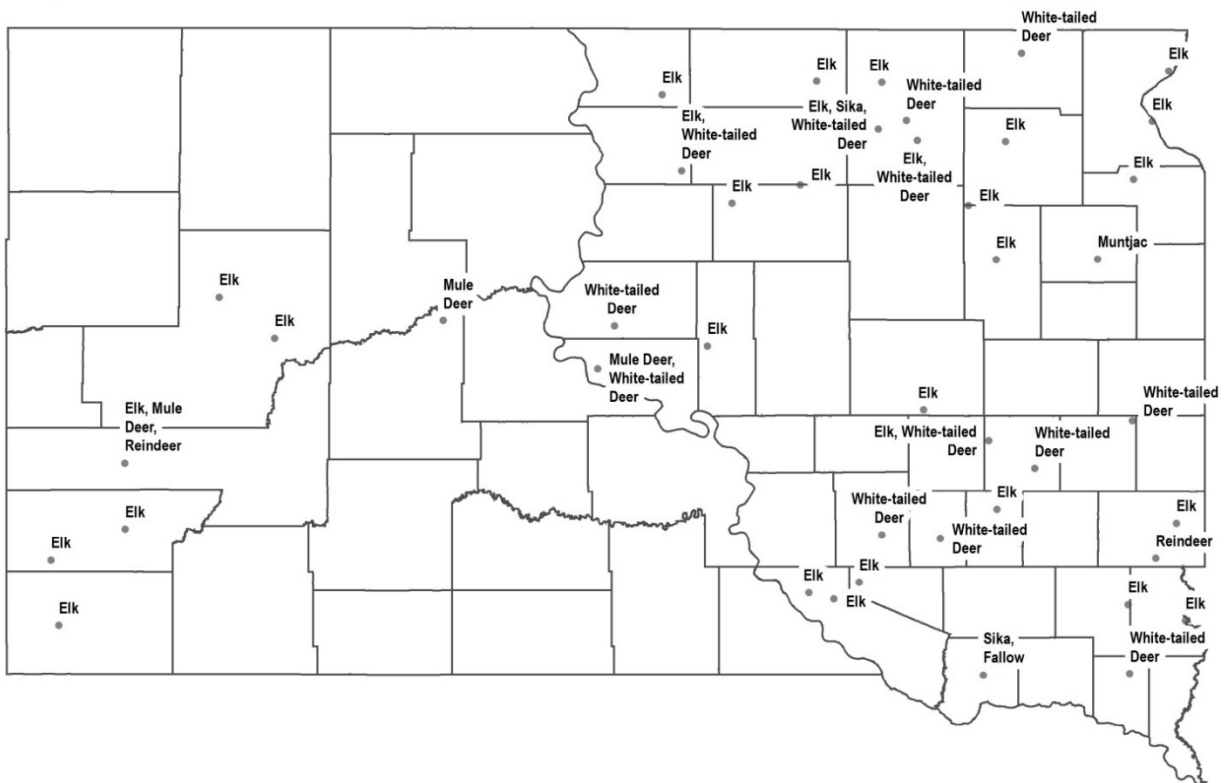 White-tailed
Deer
Elk
Elk
Elk
Elk
White-tailed
Deer
Elk, Sika,
White-tailed
Deer
Elk,
White-tailed
Deer
Elk
Elk
Elk,
White-tailed
Deer
Elk
Elk
Elk
Elk
Elk
Muntjac
Elk
Mule
Deer
White-tailed
Deer
Elk
Elk
Mule Deer,
White-tailed
Deer
Elk
White-tailed
Deer
Elk, Mule
Deer,
Reindeer
Elk, White-tailed
Deer
White-tailed
Deer
White-tailed
Deer
Elk
Elk
Elk
White-tailed
Deer
Reindeer
Elk
Elk
Elk
Elk
Elk
Elk
Elk
Sika,
Fallow
White-tailed
Deer